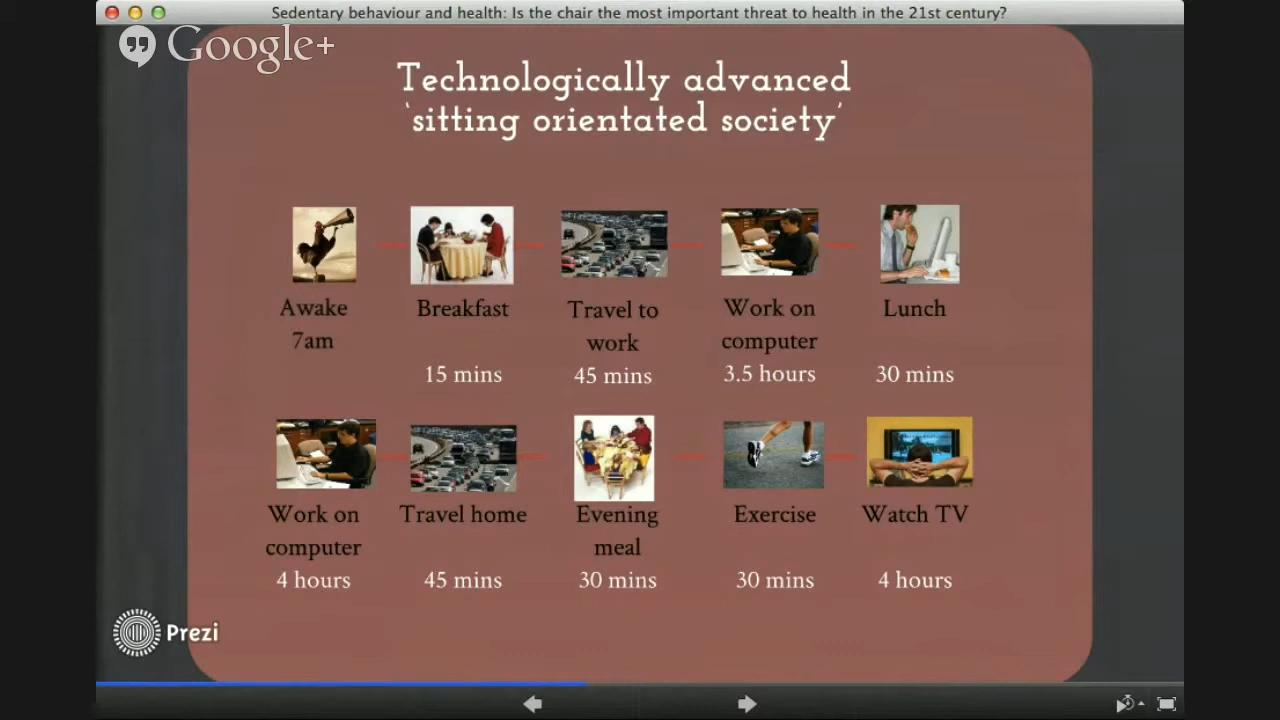 Sedentary behaviour and health: Is the chair the most important threat to health in the 21st century?
Google+
Technologically advanced
'sitting orientated society'
Awake
7am
Breakfast
15 mins
Travel to
work
45 mins
Work on
computer
3.5 hours
Lunch
30 mins
Work on
computer
4 hours
Travel home
45 mins
Evening
meal
30 mins
Exercise
30 mins
Watch TV
4 hours
Prezi